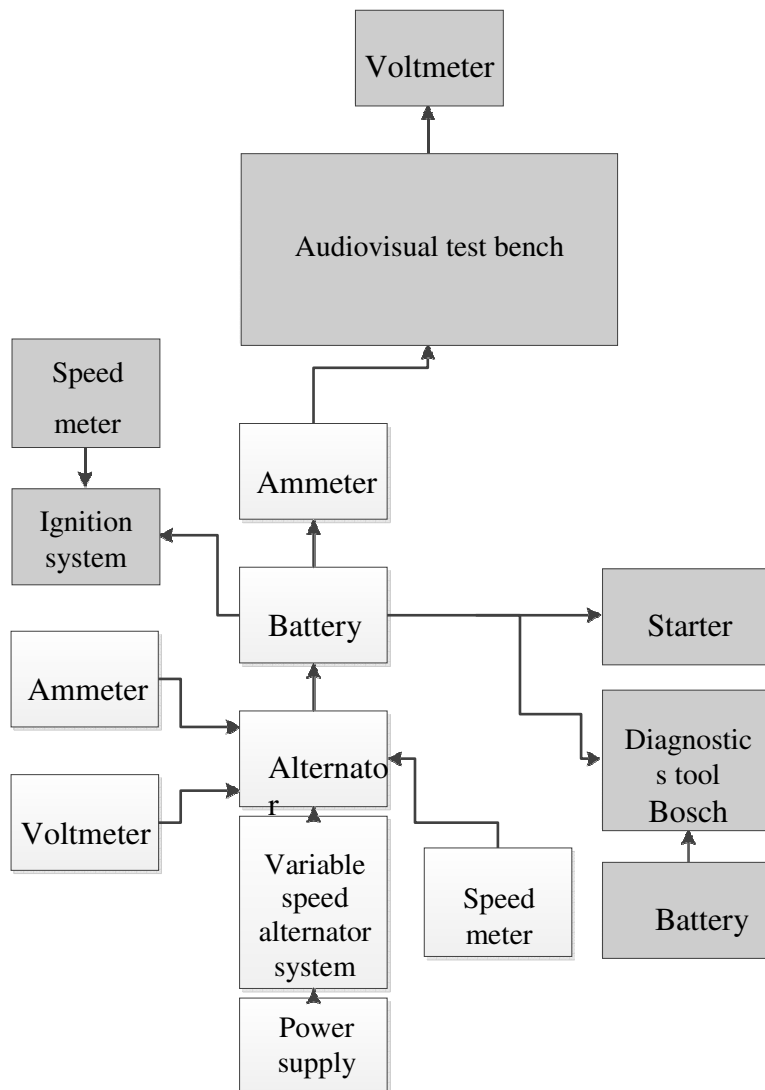 Voltmeter
Audiovisual test bench
Speed
meter
Ammeter
Ignition
system
Battery
Starter
Ammeter
Alternato
r
Diagnostic
s tool
Bosch
Voltmeter
Variable
speed
alternator
system
Speed
meter
Battery
Power
supply